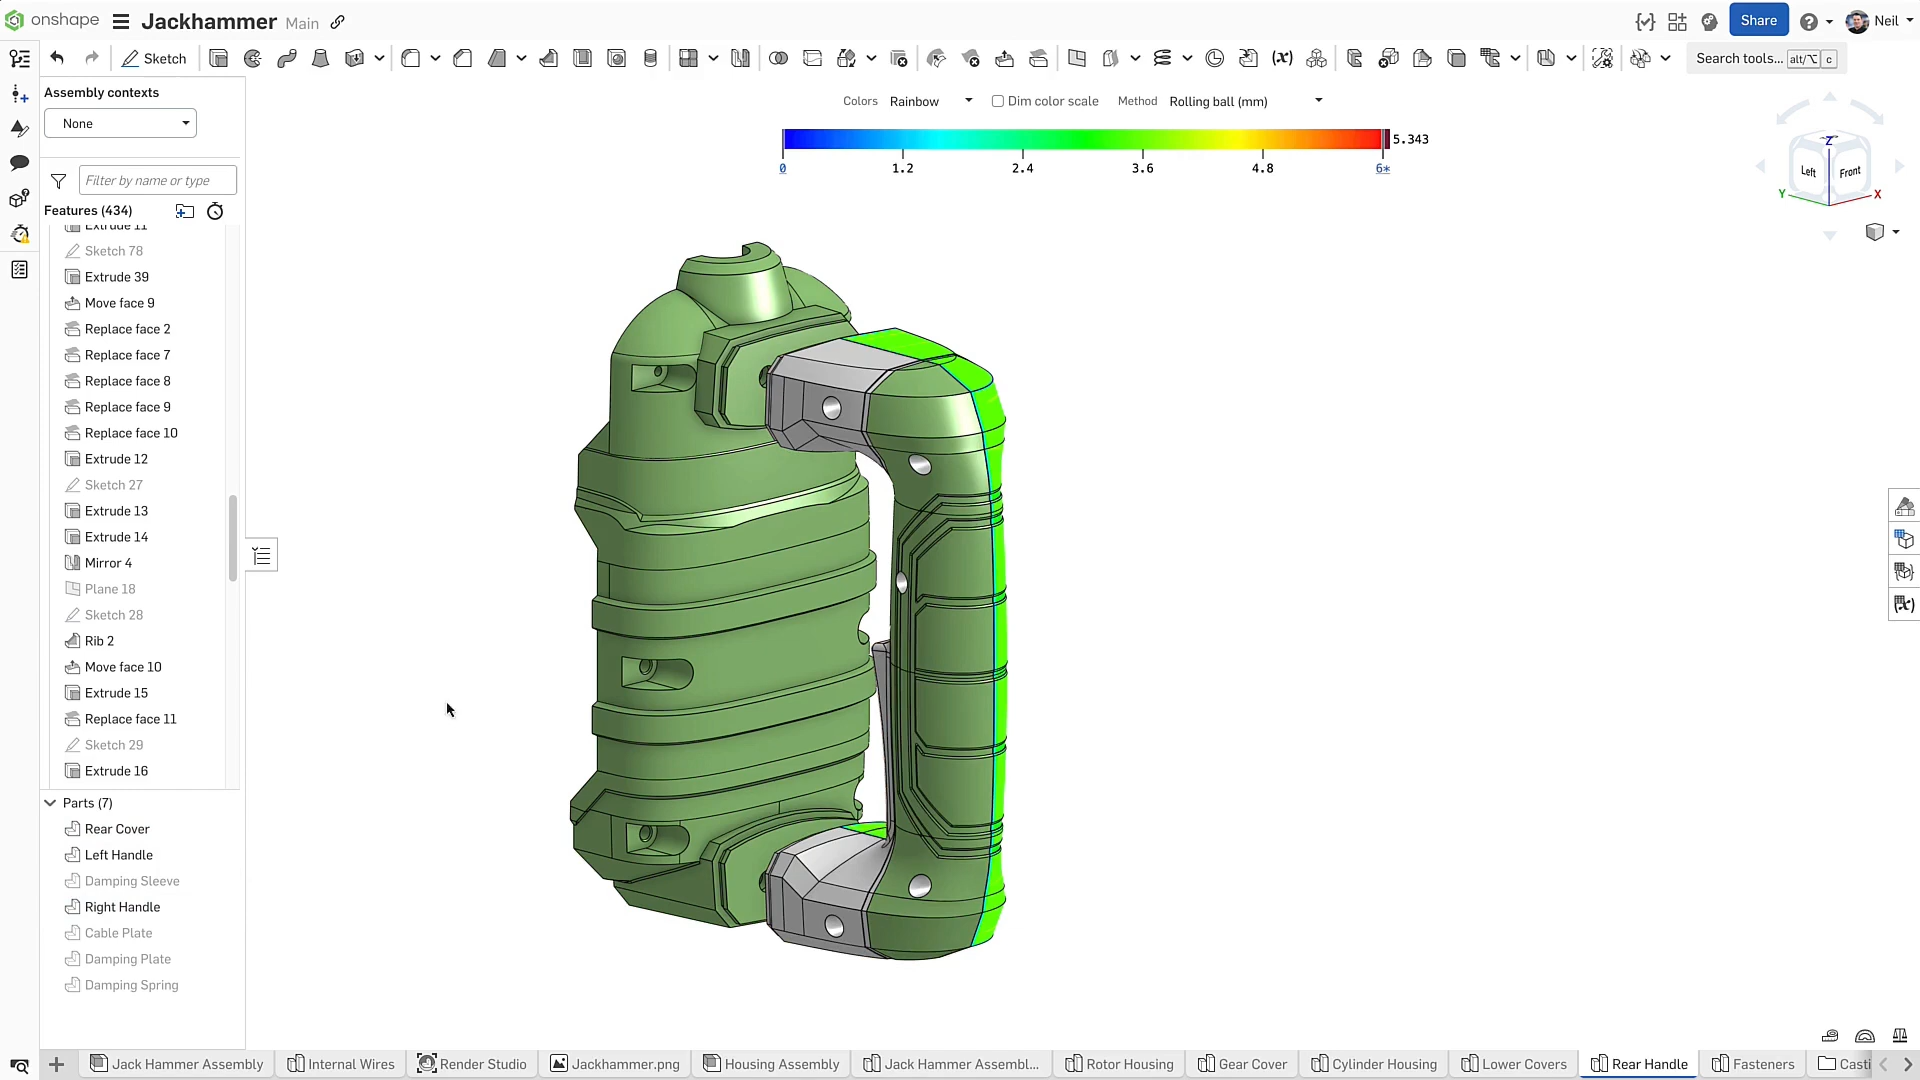 onshape Jackhammer Main Share Neil
Sketch Search tools... alt/⌥ c
Assembly contexts
None
Colors Rainbow Dim color scale Method Rolling ball (mm)
5.343
0 1.2 2.4 3.6 4.8 6*
Z
Left Front
Y X
Filter by name or type
Features (434)
Extrude 11
Sketch 78
Extrude 39
Move face 9
Replace face 2
Replace face 7
Replace face 8
Replace face 9
Replace face 10
Extrude 12
Sketch 27
Extrude 13
Extrude 14
Mirror 4
Plane 18
Sketch 28
Rib 2
Move face 10
Extrude 15
Replace face 11
Sketch 29
Extrude 16
Parts (7)
Rear Cover
Left Handle
Damping Sleeve
Right Handle
Cable Plate
Damping Plate
Damping Spring
Jack Hammer Assembly Internal Wires Render Studio Jackhammer.png Housing Assembly Jack Hammer Assembl... Rotor Housing Gear Cover Cylinder Housing Lower Covers Rear Handle Fasteners Casti